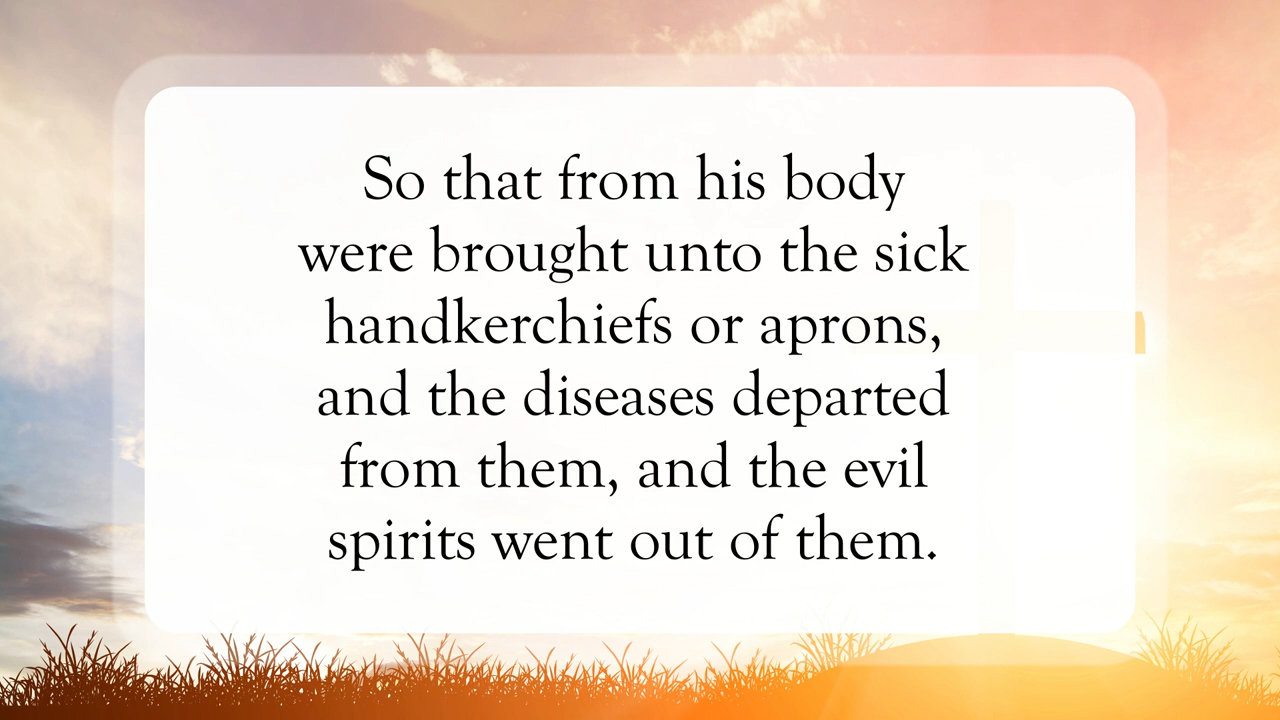 So that from his body
were brought unto the sick
handkerchiefs or aprons,
and the diseases departed
from them, and the evil
spirits went out of them.